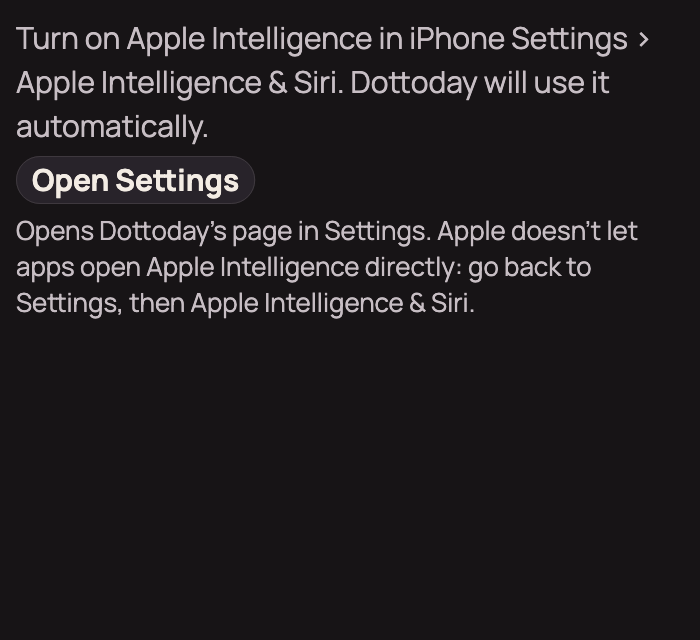 Turn on Apple Intelligence in iPhone Settings >
Apple Intelligence & Siri. Dottoday will use it
automatically.
Open Settings
Opens Dottoday’s page in Settings. Apple doesn’t let
apps open Apple Intelligence directly: go back to
Settings, then Apple Intelligence & Siri.